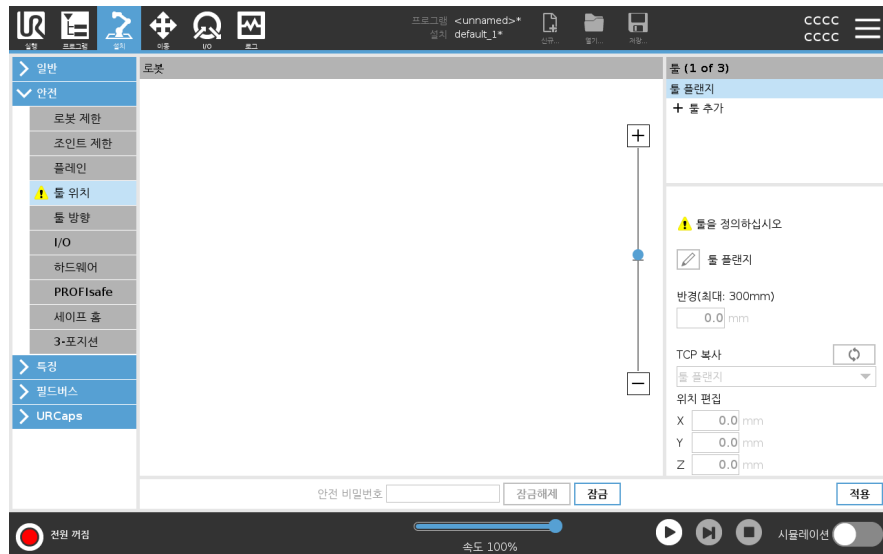 UR
실행 프로그램 설치 이동 I/O 로그
프로그램 <unnamed>*
설치 default_1*
신규... 열기... 저장...
cccc
cccc
일반
안전
로봇 제한
조인트 제한
플레인
툴 위치
툴 방향
I/O
하드웨어
PROFIsafe
세이프 홈
3-포지션
특징
필드버스
URCaps
로봇
툴 (1 of 3)
툴 플랜지
+ 툴 추가
툴을 정의하십시오
툴 플랜지
반경(최대: 300mm)
0.0 mm
TCP 복사
툴 플랜지
위치 편집
X 0.0 mm
Y 0.0 mm
Z 0.0 mm
안전 비밀번호 잠금해제 잠금 적용
전원 꺼짐
속도 100%
시뮬레이션